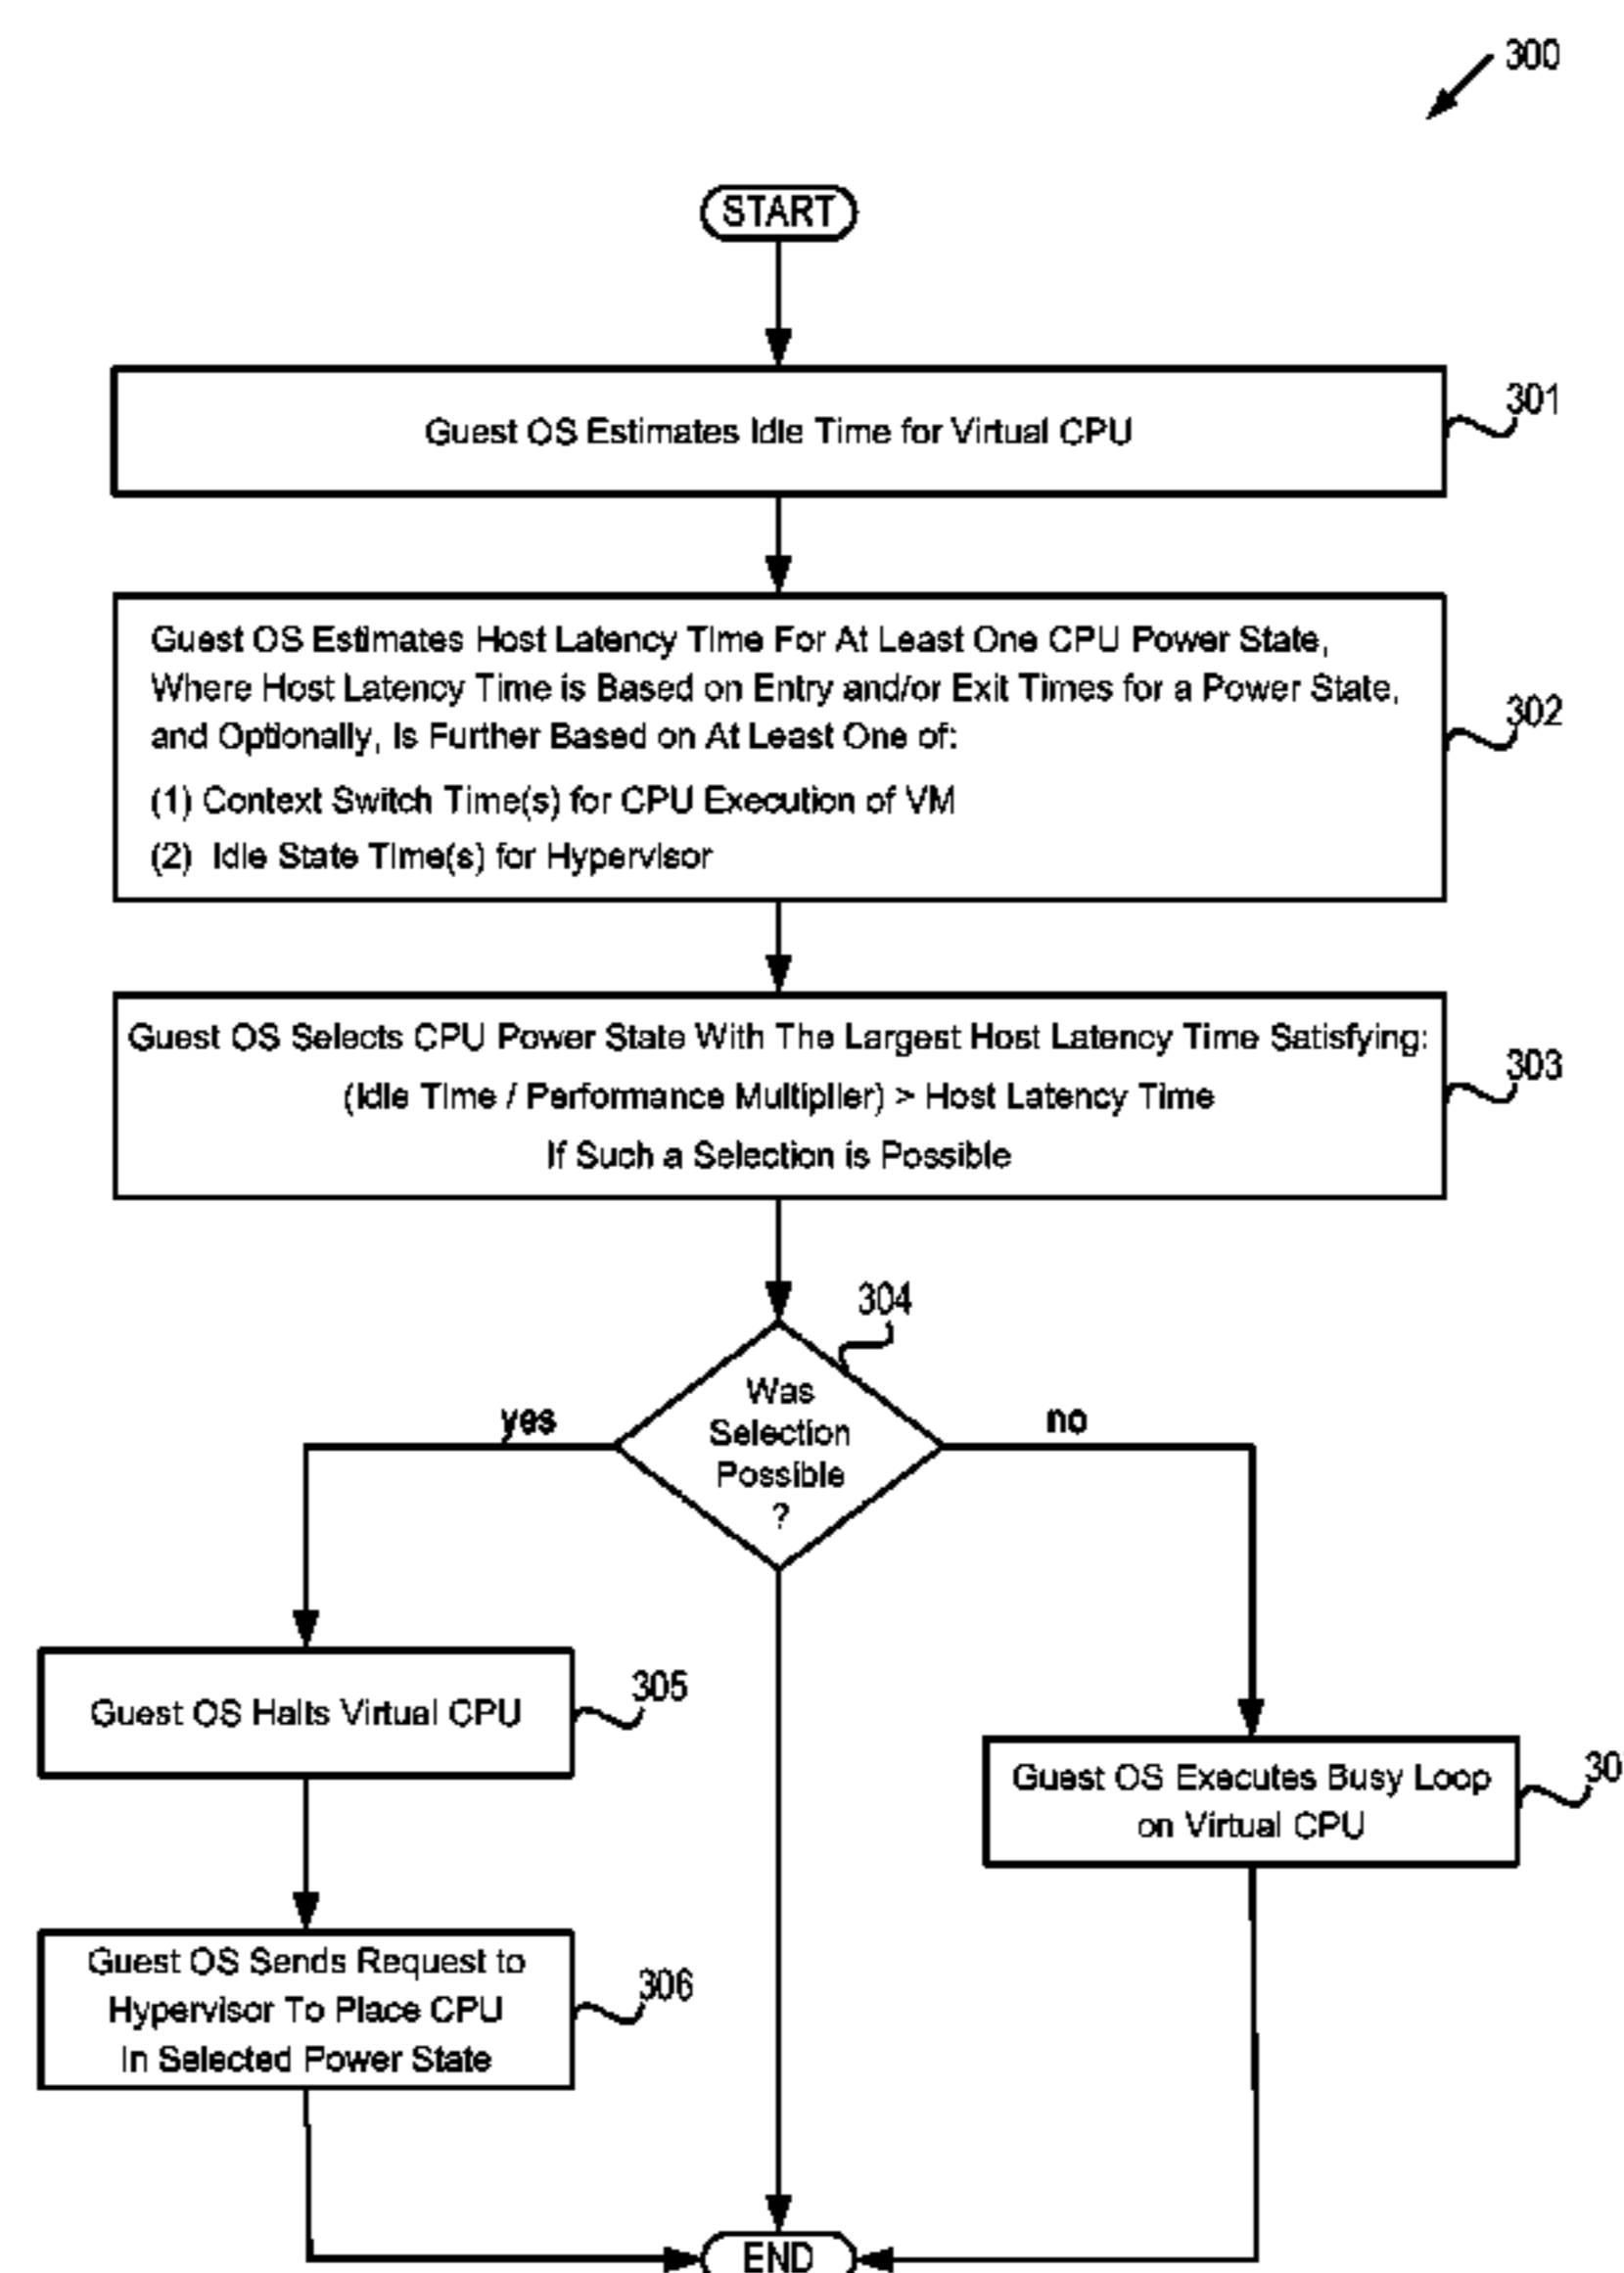 300
START
Guest OS Estimates Idle Time for Virtual CPU
301
Guest OS Estimates Host Latency Time For At Least One CPU Power State,
Where Host Latency Time is Based on Entry and/or Exit Times for a Power State,
and Optionally, Is Further Based on At Least One of:
(1) Context Switch Time(s) for CPU Execution of VM
(2) Idle State Time(s) for Hypervisor
302
Guest OS Selects CPU Power State With The Largest Host Latency Time Satisfying:
(Idle Time / Performance Multiplier) > Host Latency Time
If Such a Selection is Possible
303
304
Was
Selection
Possible
?
yes
no
Guest OS Halts Virtual CPU
305
Guest OS Executes Busy Loop
on Virtual CPU
30
Guest OS Sends Request to
Hypervisor To Place CPU
In Selected Power State
306
END